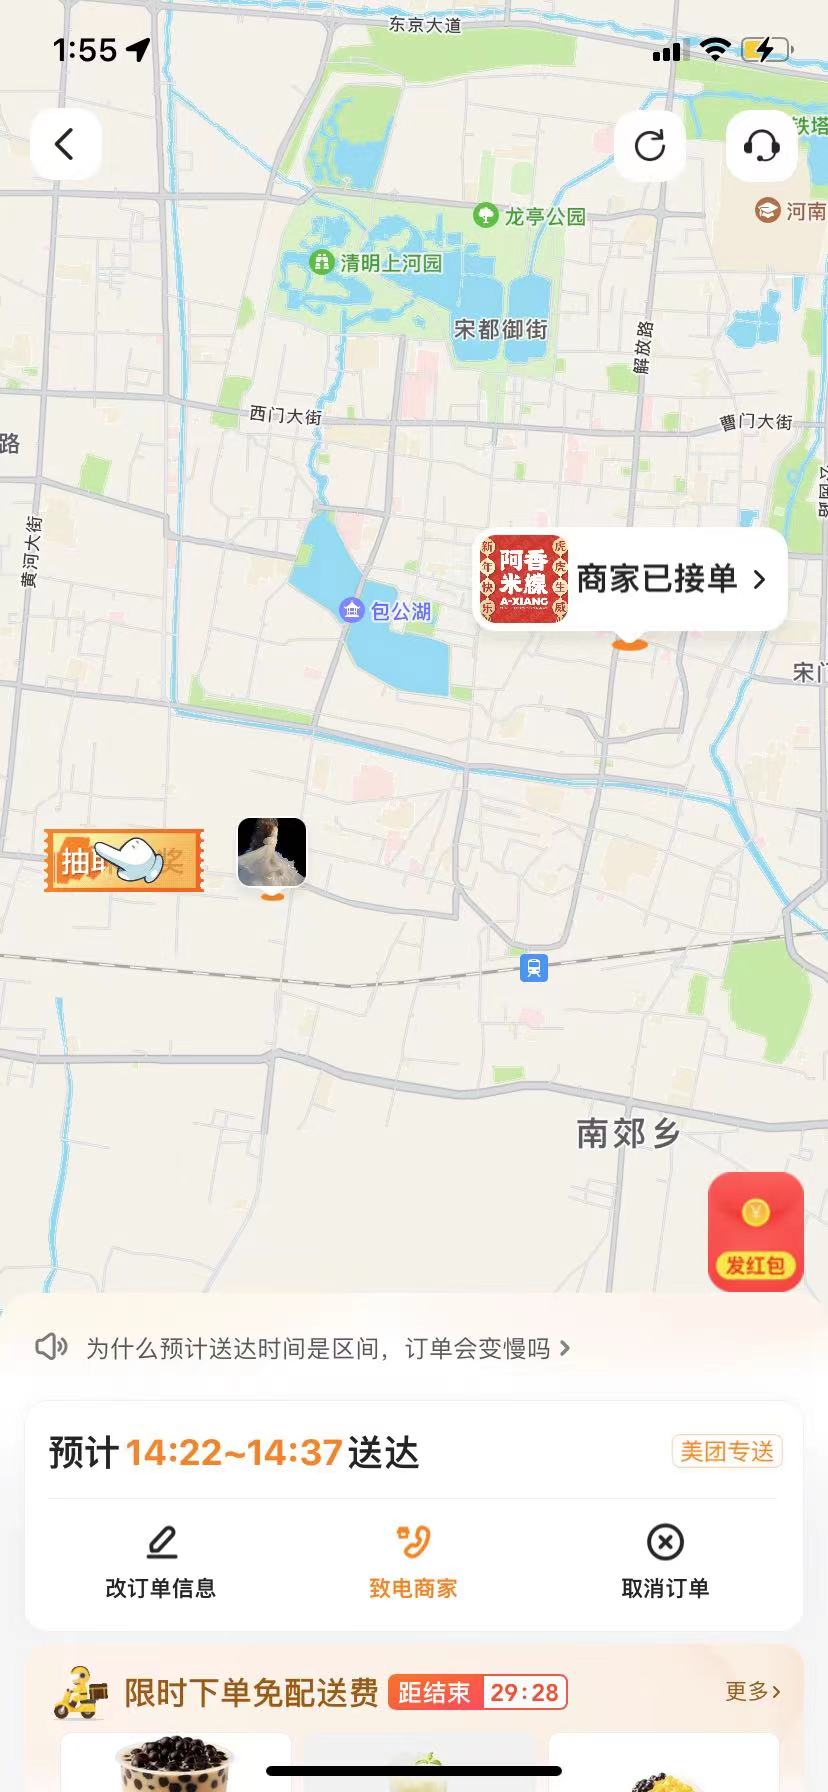 东京大道
1:55
铁塔
河南
龙亭公园
清明上河园
宋都御街
解放路
西门大街
曹门大街
路
黄河大街
新年快乐
阿香米線
A-XIANG
虎虎生威
商家已接单
包公湖
宋门
抽
奖
南郊乡
¥
发红包
为什么预计送达时间是区间，订单会变慢吗
预计14:22~14:37送达
美团专送
改订单信息
致电商家
取消订单
限时下单免配送费
距结束 29:28
更多